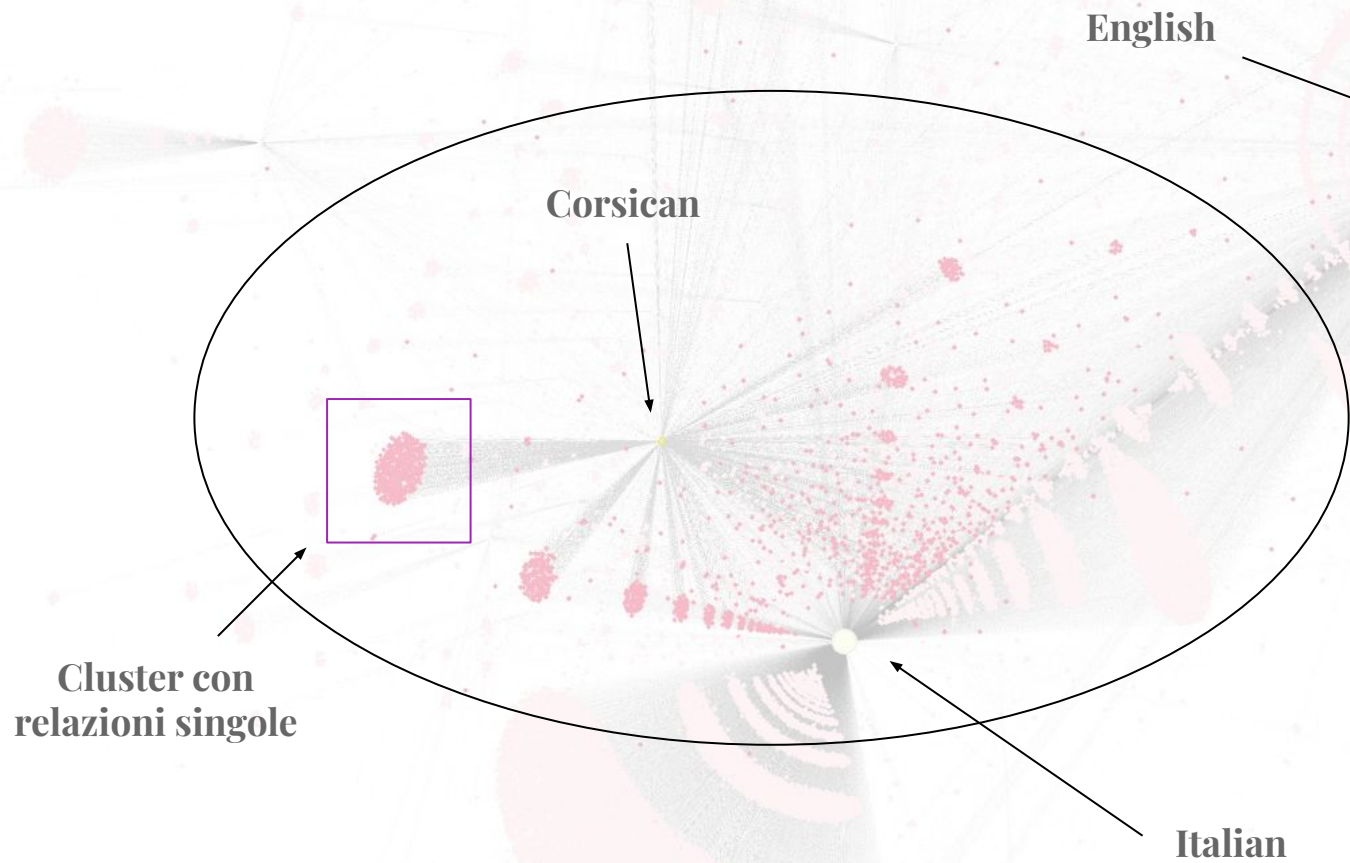 English
Corsican
Cluster con
relazioni singole
Italian